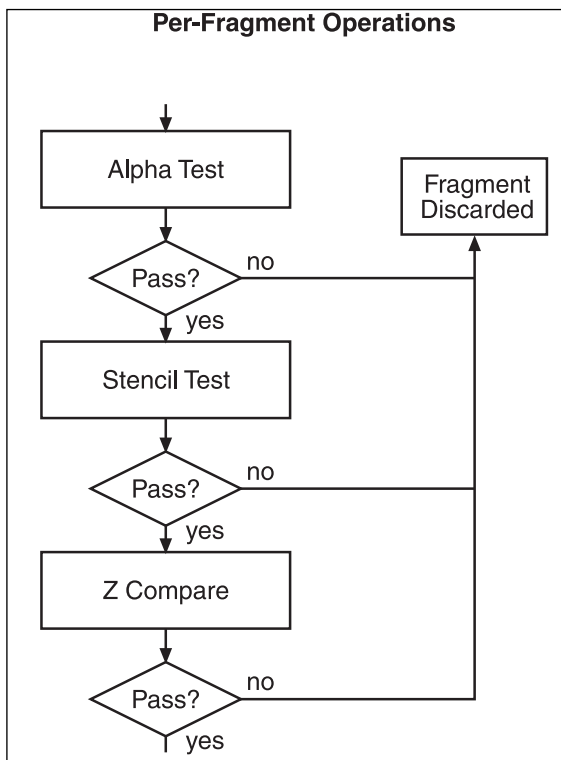 Per-Fragment Operations
Alpha Test
Fragment
Discarded
Pass?
no
yes
Stencil Test
Pass?
no
yes
Z Compare
Pass?
no
yes